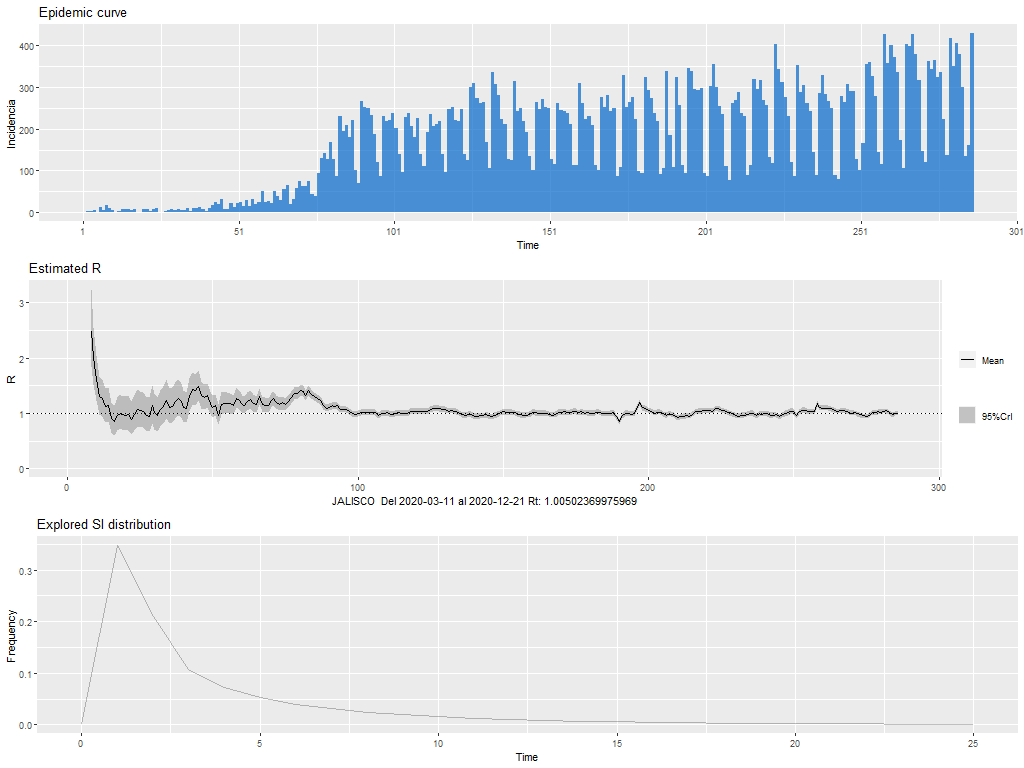 Epidemic curve
Incidencia
400
300
200
100
0
1 51 101 151 201 251 301
Time
Estimated R
R
3
2
1
0
Mean
95%CrI
0 100 200 300
JALISCO Del 2020-03-11 al 2020-12-21 Rt: 1.00502369975969
Explored SI distribution
Frequency
0.3
0.2
0.1
0.0
0 5 10 15 20 25
Time